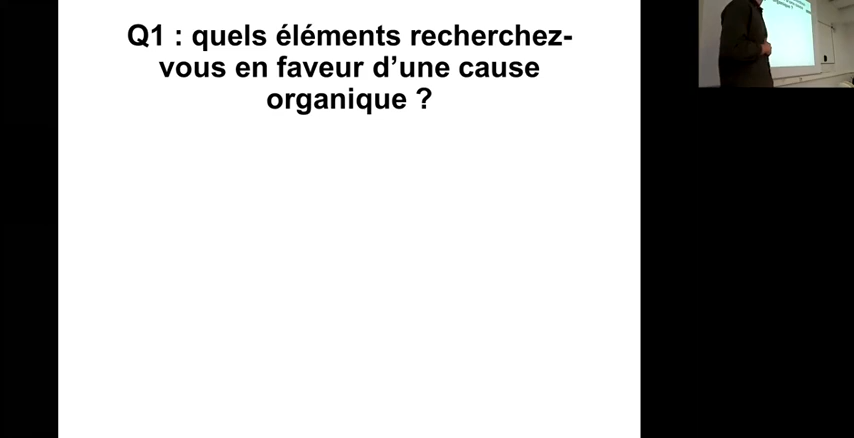 Q1 : quels éléments recherchez-
vous en faveur d’une cause
organique ?